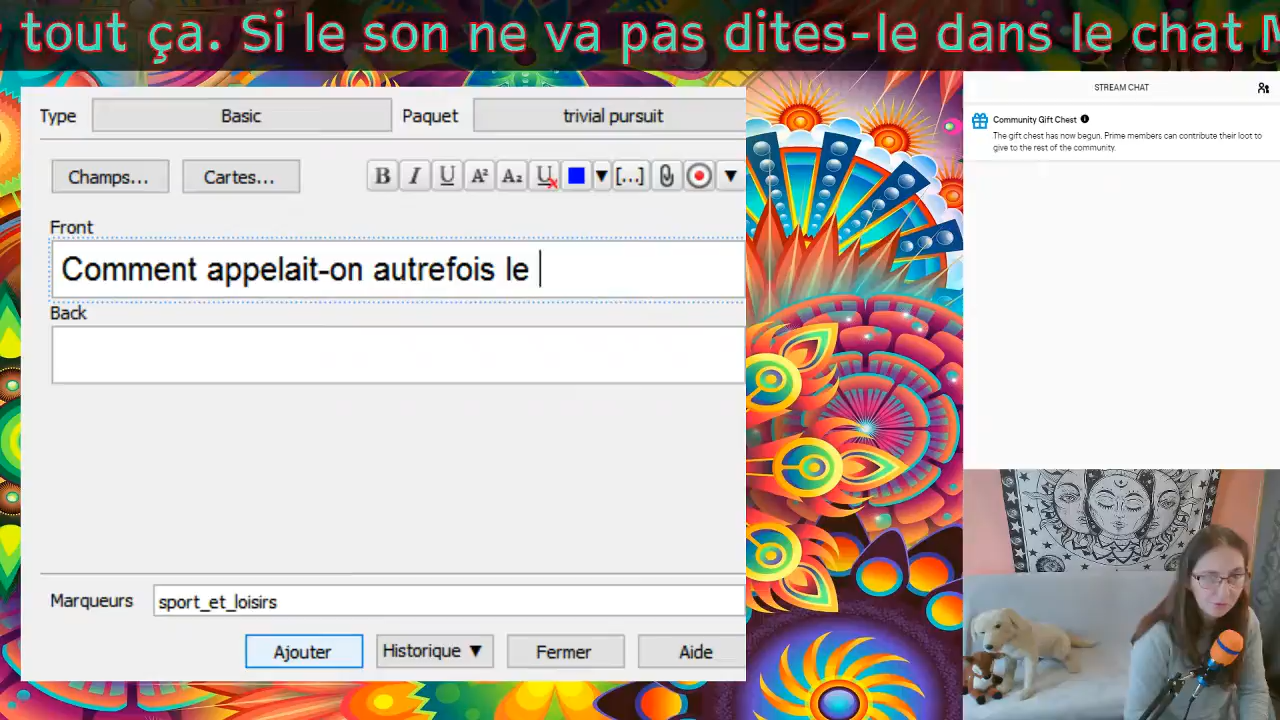 tout ça. Si le son ne va pas dites-le dans le chat
Type Basic Paquet trivial pursuit
Champs... Cartes... B I U A² A₂ U [...]
Front
Comment appelait-on autrefois le
Back
Marqueurs sport_et_loisirs
Ajouter Historique ▼ Fermer Aide
STREAM CHAT
Community Gift Chest
The gift chest has now begun. Prime members can contribute their loot to
give to the rest of the community.